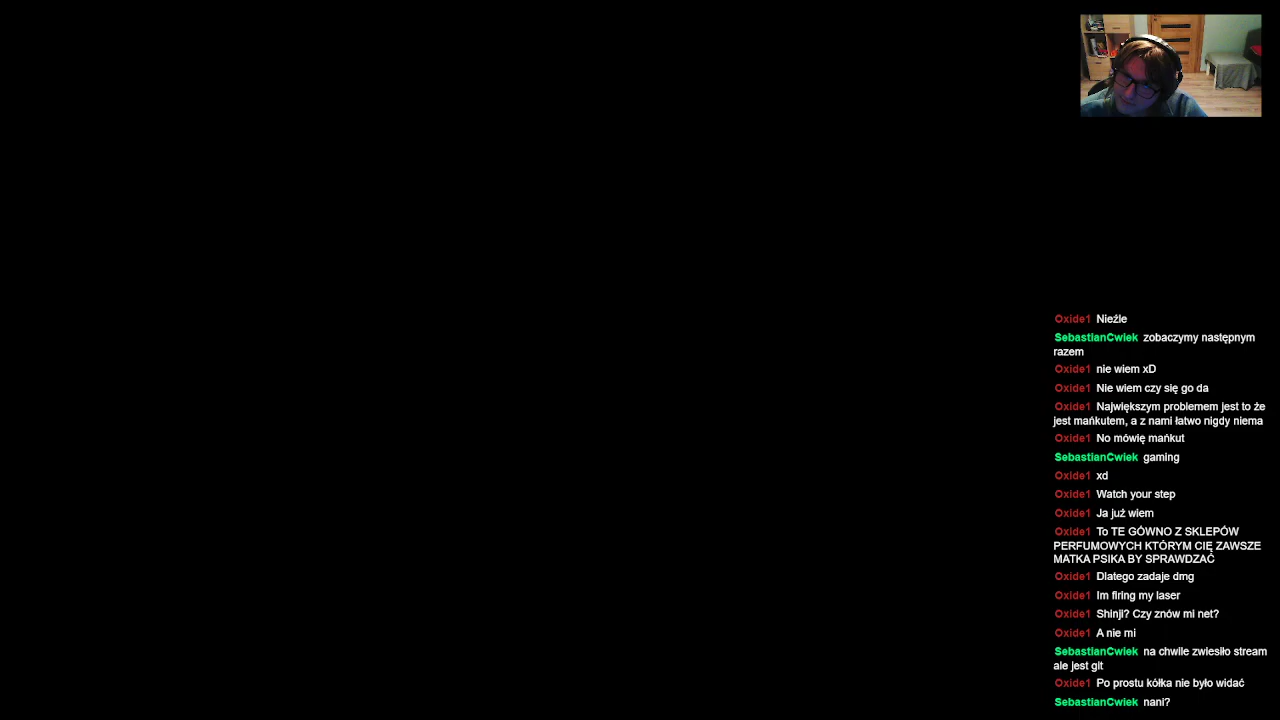 Oxide1 Nieźle
SebastianCwiek zobaczymy następnym
razem
Oxide1 nie wiem xD
Oxide1 Nie wiem czy się go da
Oxide1 Największym problemem jest to że
jest mańkutem, a z nami łatwo nigdy niema
Oxide1 No mówię mańkut
SebastianCwiek gaming
Oxide1 xd
Oxide1 Watch your step
Oxide1 Ja już wiem
Oxide1 To TE GÓWNO Z SKLEPÓW
PERFUMOWYCH KTÓRYM CIĘ ZAWSZE
MATKA PSIKA BY SPRAWDZAĆ
Oxide1 Dlatego zadaje dmg
Oxide1 Im firing my laser
Oxide1 Shinji? Czy znów mi net?
Oxide1 A nie mi
SebastianCwiek na chwile zwiesiło stream
ale jest git
Oxide1 Po prostu kółka nie było widać
SebastianCwiek nani?